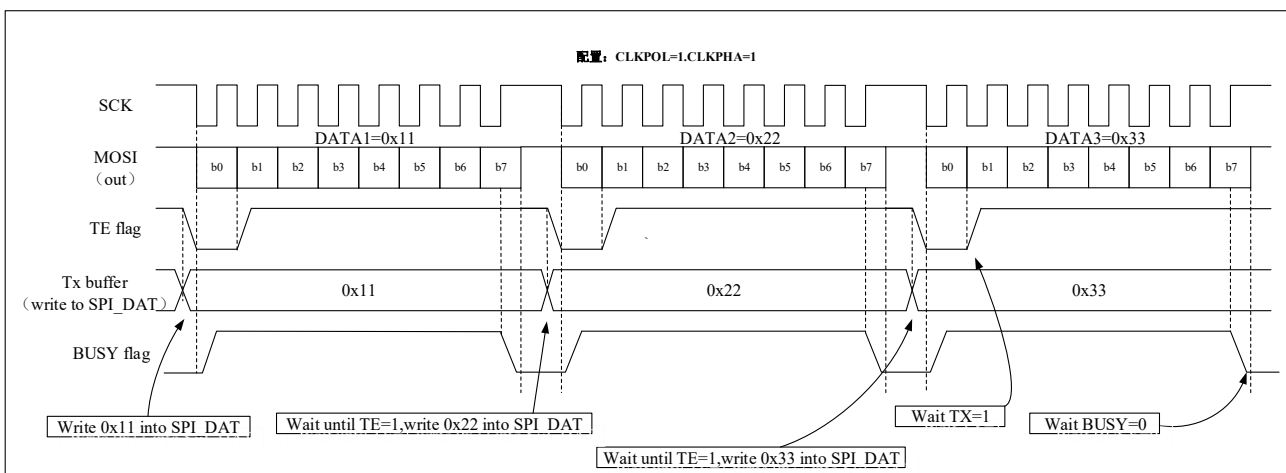 配置：CLKPOL=1.CLKPHA=1
SCK
DATA1=0x11 DATA2=0x22 DATA3=0x33
MOSI
（out）
b0 b1 b2 b3 b4 b5 b6 b7 b0 b1 b2 b3 b4 b5 b6 b7 b0 b1 b2 b3 b4 b5 b6 b7
TE flag
Tx buffer
（write to SPI_DAT）
0x11 0x22 0x33
BUSY flag
Write 0x11 into SPI_DAT
Wait until TE=1,write 0x22 into SPI_DAT
Wait TX=1
Wait BUSY=0
Wait until TE=1,write 0x33 into SPI_DAT